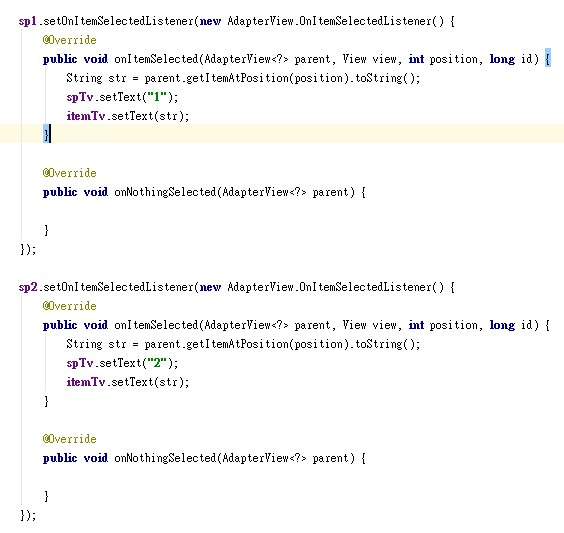 sp1.setOnItemSelectedListener(new AdapterView.OnItemSelectedListener() {
    @Override
    public void onItemSelected(AdapterView<?> parent, View view, int position, long id) {
        String str = parent.getItemAtPosition(position).toString();
        spTv.setText("1");
        itemTv.setText(str);
    }

    @Override
    public void onNothingSelected(AdapterView<?> parent) {

    }
});

sp2.setOnItemSelectedListener(new AdapterView.OnItemSelectedListener() {
    @Override
    public void onItemSelected(AdapterView<?> parent, View view, int position, long id) {
        String str = parent.getItemAtPosition(position).toString();
        spTv.setText("2");
        itemTv.setText(str);
    }

    @Override
    public void onNothingSelected(AdapterView<?> parent) {

    }
});